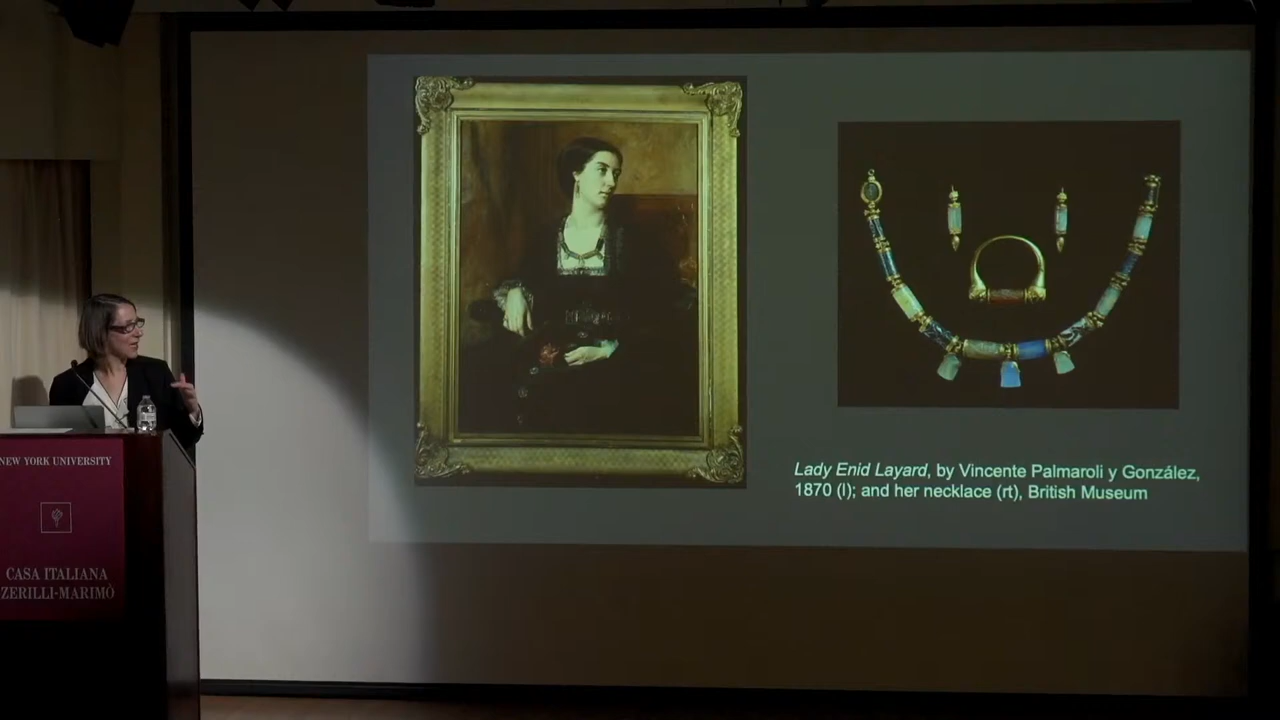 NEW YORK UNIVERSITY
CASA ITALIANA
ZERILLI-MARIMÒ
Lady Enid Layard, by Vincente Palmaroli y González,
1870 (l); and her necklace (rt), British Museum